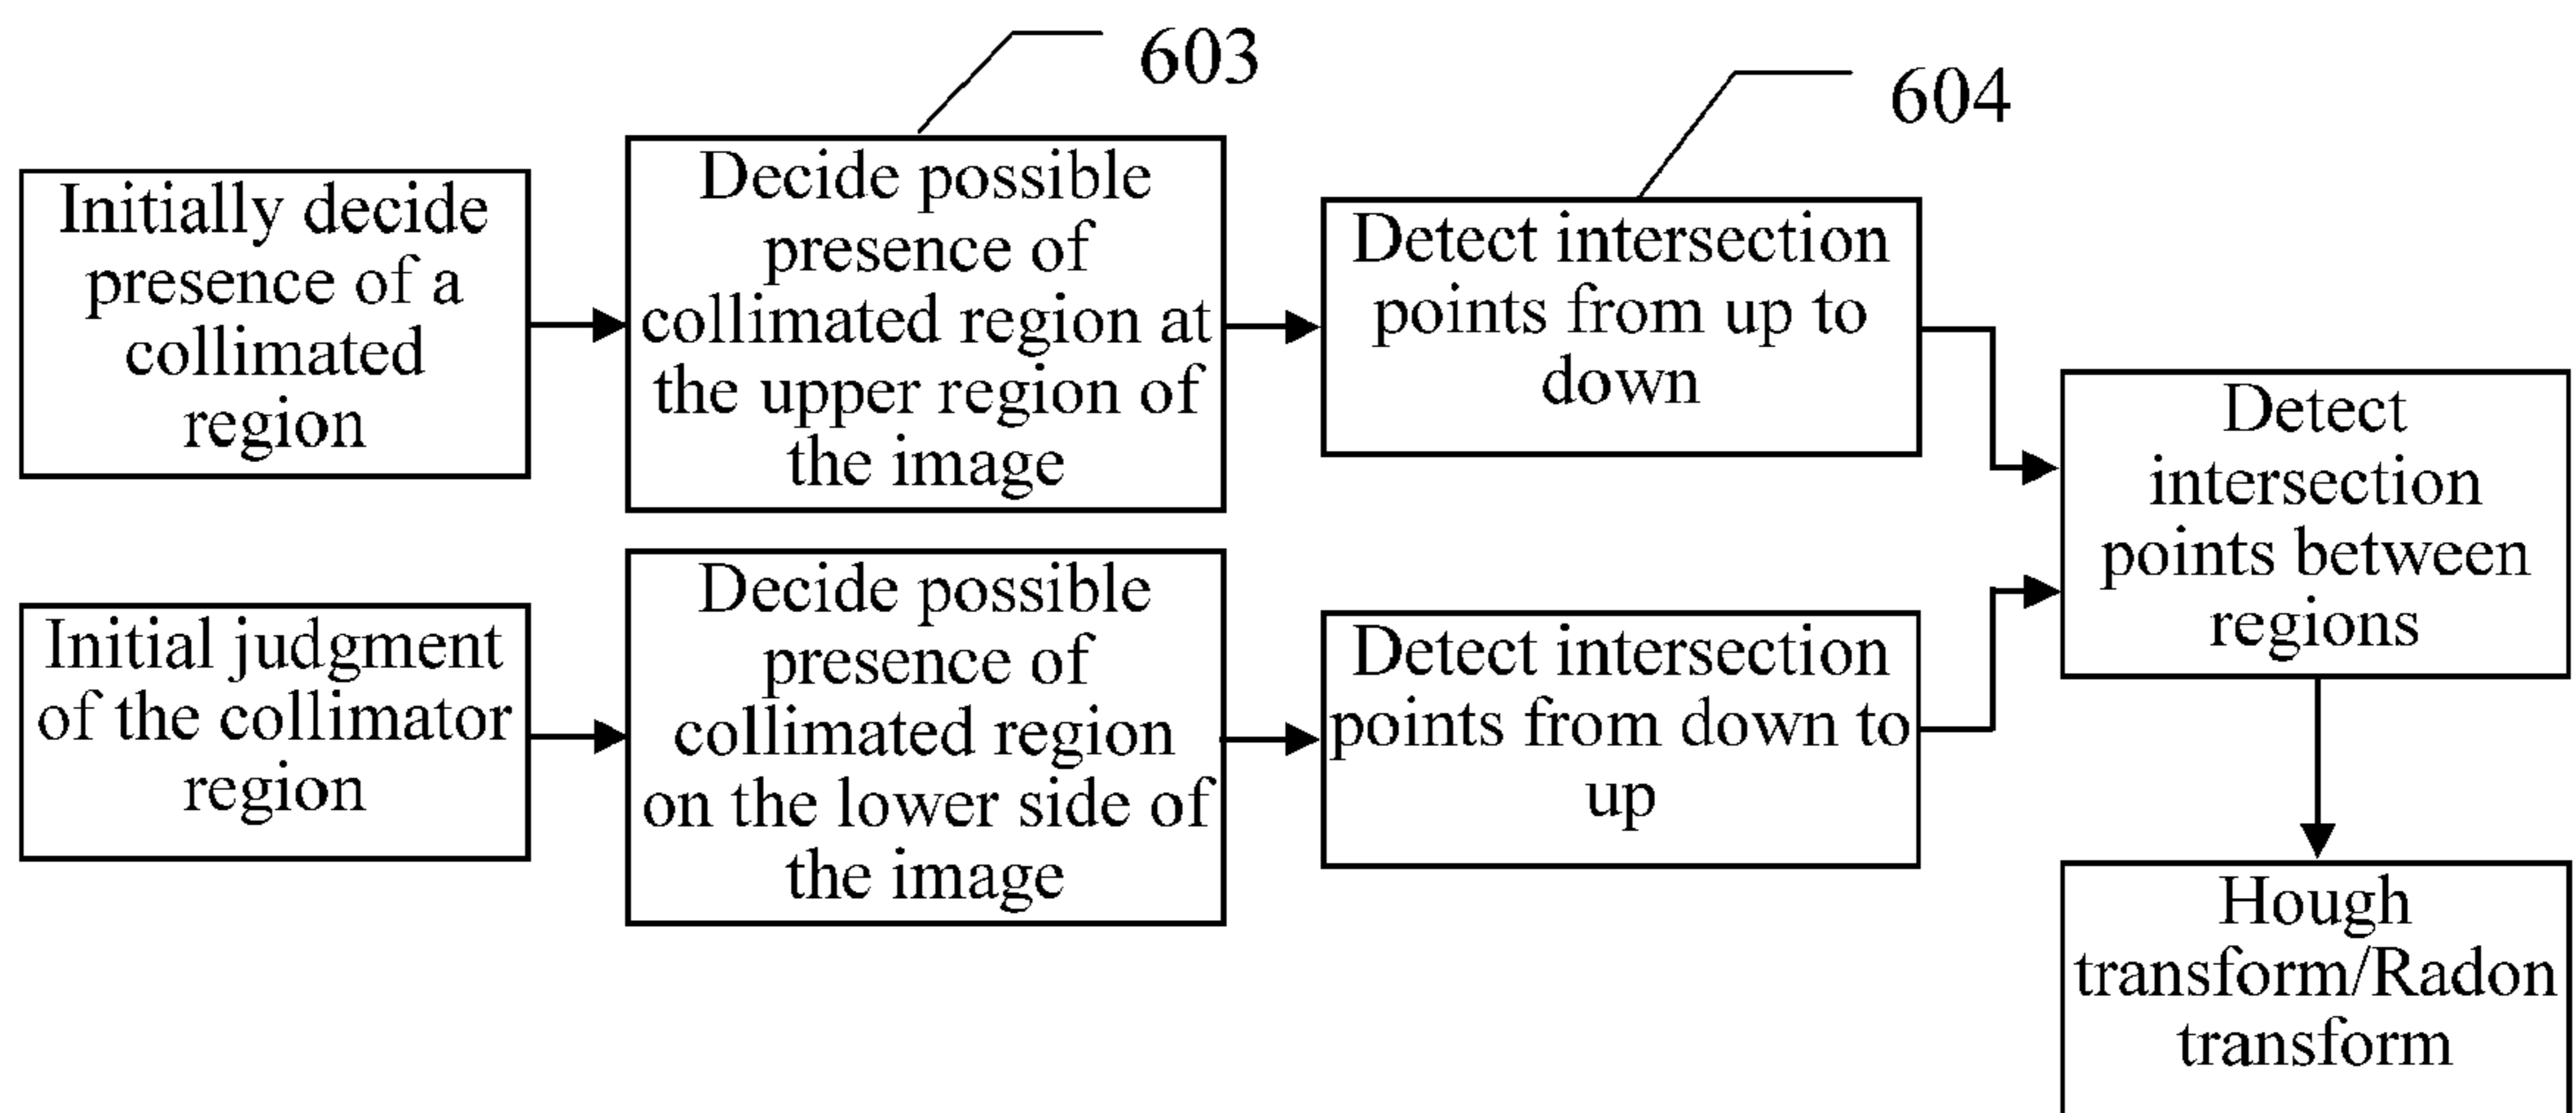 603
604
Initially decide
presence of a
collimated
region
Decide possible
presence of
collimated region at
the upper region of
the image
Detect intersection
points from up to
down
Detect
intersection
points between
regions
Initial judgment
of the collimator
region
Decide possible
presence of
collimated region
on the lower side of
the image
Detect intersection
points from down to
up
Hough
transform/Radon
transform